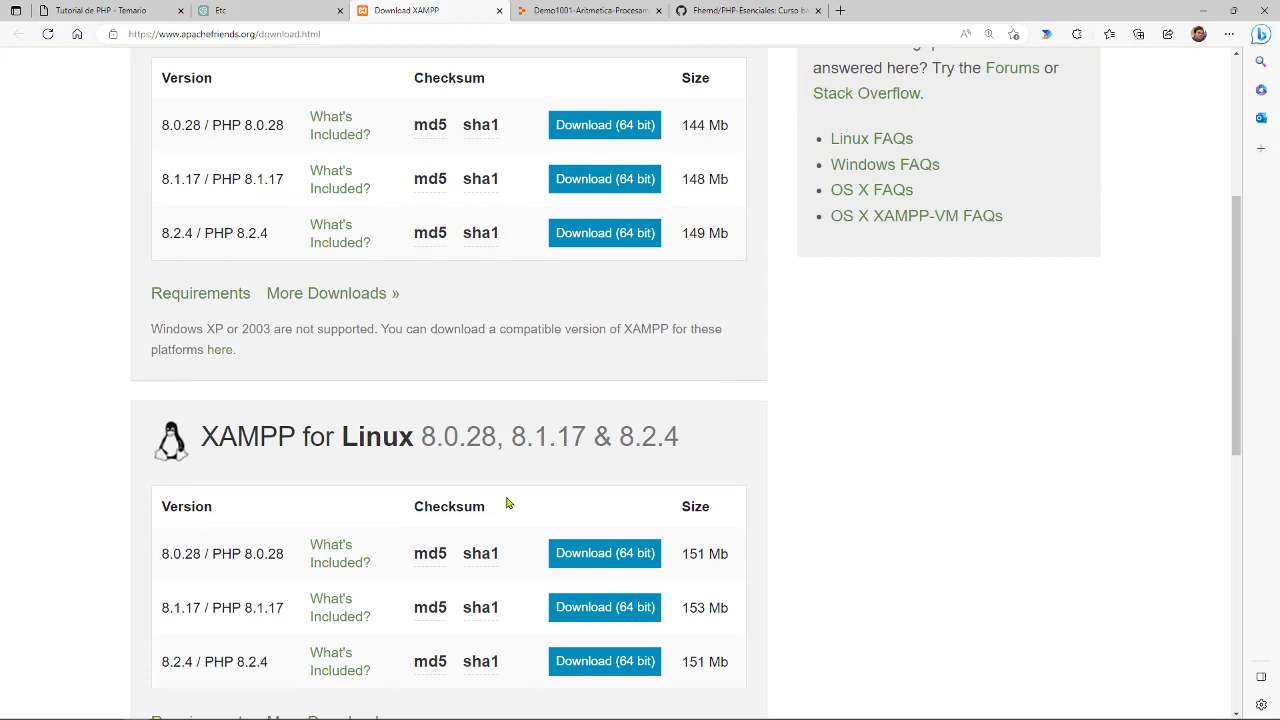 Tutorial de PHP - Temario
Etc
Download XAMPP
Demo1001-Aritmetica-Procesam
Fhernd/PHP-Esenciales: Curso ba
https://www.apachefriends.org/download.html
answered here? Try the Forums or
Stack Overflow.
Linux FAQs
Windows FAQs
OS X FAQs
OS X XAMPP-VM FAQs
Version Checksum Size
8.0.28 / PHP 8.0.28 What's Included? md5 sha1 Download (64 bit) 144 Mb
8.1.17 / PHP 8.1.17 What's Included? md5 sha1 Download (64 bit) 148 Mb
8.2.4 / PHP 8.2.4 What's Included? md5 sha1 Download (64 bit) 149 Mb
Requirements More Downloads »
Windows XP or 2003 are not supported. You can download a compatible version of XAMPP for these
platforms here.
XAMPP for Linux 8.0.28, 8.1.17 & 8.2.4
Version Checksum Size
8.0.28 / PHP 8.0.28 What's Included? md5 sha1 Download (64 bit) 151 Mb
8.1.17 / PHP 8.1.17 What's Included? md5 sha1 Download (64 bit) 153 Mb
8.2.4 / PHP 8.2.4 What's Included? md5 sha1 Download (64 bit) 151 Mb